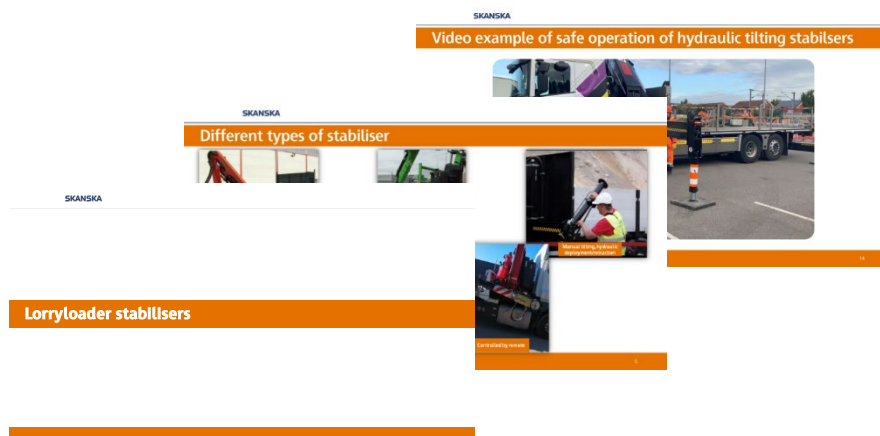 SKANSKA
Video example of safe operation of hydraulic tilting stabilsers
14
SKANSKA
Different types of stabiliser
Manual tilting, hydraulic
deployment/retraction
Controlled by remote
SKANSKA
Lorryloader stabilisers